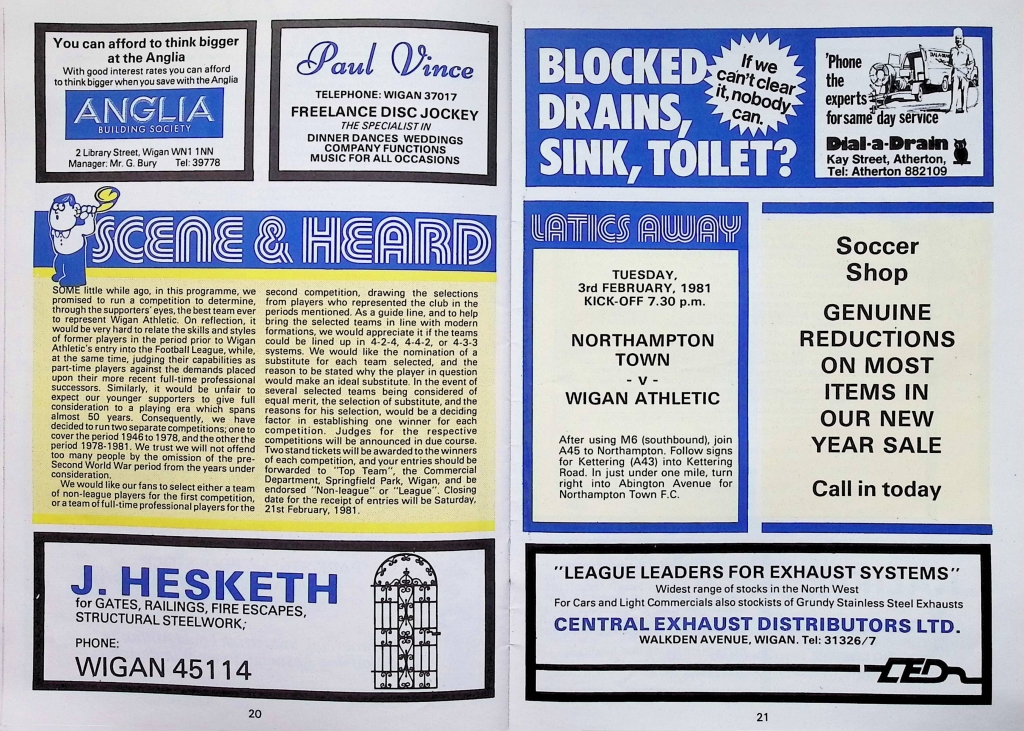 You can afford to think bigger
at the Anglia
With good interest rates you can afford
to think bigger when you save with the Anglia
ANGLIA
BUILDING SOCIETY
2 Library Street, Wigan WN1 1NN
Manager: Mr. G. Bury Tel: 39778
Paul Vince
TELEPHONE: WIGAN 37017
FREELANCE DISC JOCKEY
THE SPECIALIST IN
DINNER DANCES WEDDINGS
COMPANY FUNCTIONS
MUSIC FOR ALL OCCASIONS
SCENE & HEARD
SOME little while ago, in this programme, we
promised to run a competition to determine,
through the supporters' eyes, the best team ever
to represent Wigan Athletic. On reflection, it
would be very hard to relate the skills and styles
of former players in the period prior to Wigan
Athletic's entry into the Football League, while,
at the same time, judging their capabilities as
part-time players against the demands placed
upon their more recent full-time professional
successors. Similarly, it would be unfair to
expect our younger supporters to give full
consideration to a playing era which spans
almost 50 years. Consequently, we have
decided to run two separate competitions; one to
cover the period 1946 to 1978, and the other the
period 1978-1981. We trust we will not offend
too many people by the omission of the pre-
Second World War period from the years under
consideration.
We would like our fans to select either a team
of non-league players for the first competition,
or a team of full-time professional players for the
second competition, drawing the selections
from players who represented the club in the
periods mentioned. As a guide line, and to help
bring the selected teams in line with modern
formations, we would appreciate it if the teams
could be lined up in 4-2-4, 4-4-2, or 4-3-3
systems. We would like the nomination of a
substitute for each team selected, and the
reason to be stated why the player in question
would make an ideal substitute. In the event of
several selected teams being considered of
equal merit, the selection of substitute, and the
reasons for his selection, would be a deciding
factor in establishing one winner for each
competition. Judges for the respective
competitions will be announced in due course.
Two stand tickets will be awarded to the winners
of each competition, and your entries should be
forwarded to "Top Team", the Commercial
Department, Springfield Park, Wigan, and be
endorsed "Non-league" or "League". Closing
date for the receipt of entries will be Saturday,
21st February, 1981.
J. HESKETH
for GATES, RAILINGS, FIRE ESCAPES,
STRUCTURAL STEELWORK;
PHONE:
WIGAN 45114
20
BLOCKED
DRAINS,
SINK, TOILET?
If we
can't clear
it, nobody
can.
'Phone
the
experts
for same day service
Dial-a-Drain
Kay Street, Atherton,
Tel: Atherton 882109
LATICS AWAY
TUESDAY,
3rd FEBRUARY, 1981
KICK-OFF 7.30 p.m.
NORTHAMPTON
TOWN
- v -
WIGAN ATHLETIC
After using M6 (southbound), join
A45 to Northampton. Follow signs
for Kettering (A43) into Kettering
Road. In just under one mile, turn
right into Abington Avenue for
Northampton Town F.C.
Soccer
Shop
GENUINE
REDUCTIONS
ON MOST
ITEMS IN
OUR NEW
YEAR SALE
Call in today
"LEAGUE LEADERS FOR EXHAUST SYSTEMS"
Widest range of stocks in the North West
For Cars and Light Commercials also stockists of Grundy Stainless Steel Exhausts
CENTRAL EXHAUST DISTRIBUTORS LTD.
WALKDEN AVENUE, WIGAN. Tel: 31326/7
CED
21